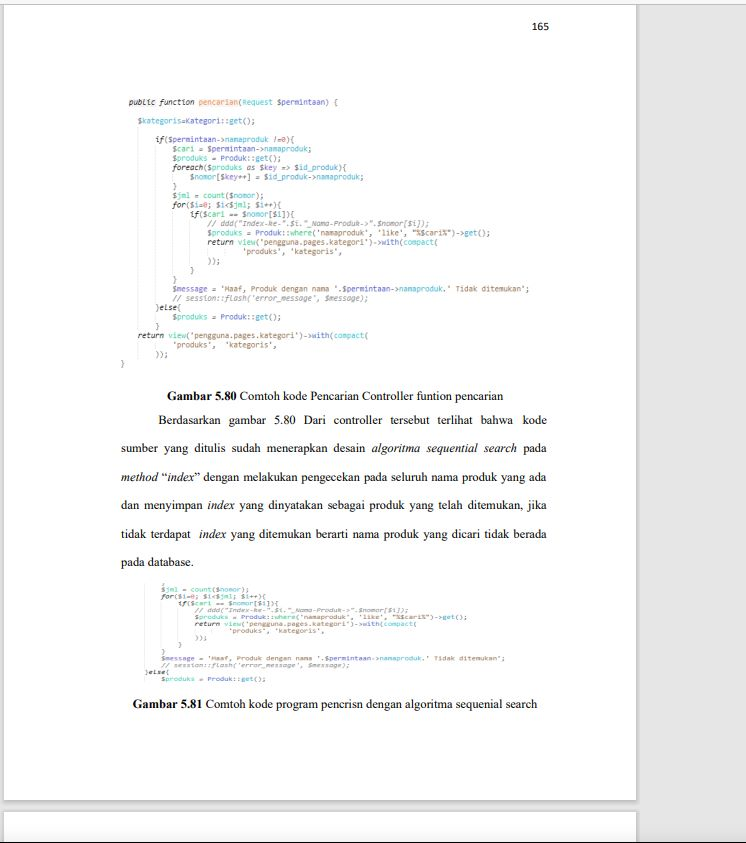 165
public function pencarian(Request $permintaan) {
$kategoris=Kategori::get();
if($permintaan->namaproduk !=0){
$cari = $permintaan->namaproduk;
$produks = Produk::get();
foreach($produks as $key => $id_produk){
$nomor[$key++] = $id_produk->namaproduk;
}
$jml = count($nomor);
for($i=0; $i<$jml; $i++){
if($cari == $nomor[$i]){
// ddd("Index-ke-".$i."_Nama-Produk->".$nomor[$i]);
$produks = Produk::where('namaproduk', 'like', "%$cari%")->get();
return view('pengguna.pages.kategori')->with(compact(
'produks', 'kategoris',
));
}
}
$message = 'Maaf, Produk dengan nama '.$permintaan->namaproduk.' Tidak ditemukan';
// session::flash('error_message', $message);
}else{
$produks = Produk::get();
}
return view('pengguna.pages.kategori')->with(compact(
'produks', 'kategoris',
));
}
Gambar 5.80 Comtoh kode Pencarian Controller funtion pencarian
Berdasarkan gambar 5.80 Dari controller tersebut terlihat bahwa kode
sumber yang ditulis sudah menerapkan desain algoritma sequential search pada
method “index” dengan melakukan pengecekan pada seluruh nama produk yang ada
dan menyimpan index yang dinyatakan sebagai produk yang telah ditemukan, jika
tidak terdapat index yang ditemukan berarti nama produk yang dicari tidak berada
pada database.
$jml = count($nomor);
for($i=0; $i<$jml; $i++){
if($cari == $nomor[$i]){
// ddd("Index-ke-".$i."_Nama-Produk->".$nomor[$i]);
$produks = Produk::where('namaproduk', 'like', "%$cari%")->get();
return view('pengguna.pages.kategori')->with(compact(
'produks', 'kategoris',
));
}
}
$message = 'Maaf, Produk dengan nama '.$permintaan->namaproduk.' Tidak ditemukan';
// session::flash('error_message', $message);
}else{
$produks = Produk::get();
Gambar 5.81 Comtoh kode program pencrisn dengan algoritma sequenial search